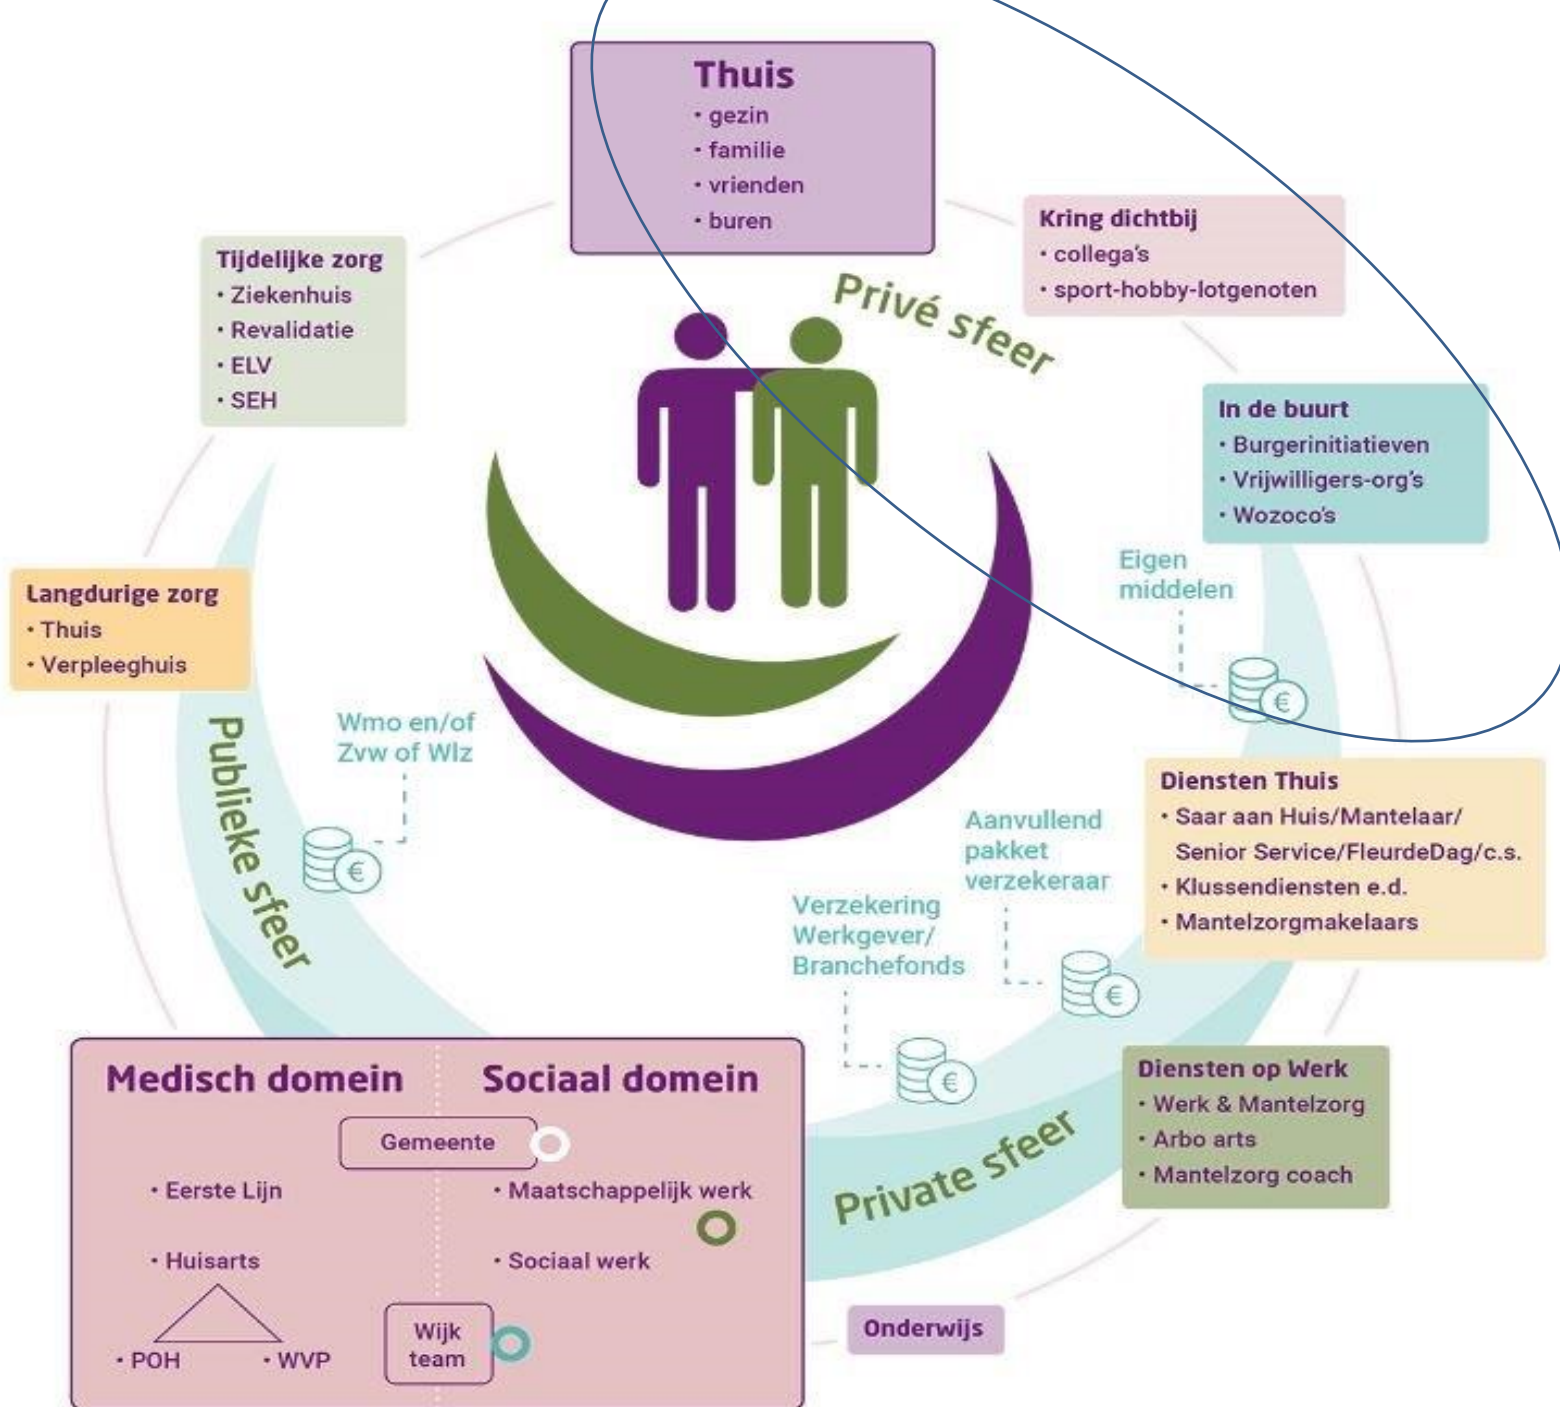 Thuis
• gezin
• familie
• vrienden
• buren
Kring dichtbij
• collega's
• sport-hobby-lotgenoten
Privé sfeer
Tijdelijke zorg
• Ziekenhuis
• Revalidatie
• ELV
• SEH
In de buurt
• Burgerinitiatieven
• Vrijwilligers-org's
• Wozoco's
Eigen
middelen
€
Langdurige zorg
• Thuis
• Verpleeghuis
Publieke sfeer
Wmo en/of
Zvw of Wlz
€
Diensten Thuis
• Saar aan Huis/Mantelaar/
Senior Service/FleurdeDag/c.s.
• Klussendiensten e.d.
• Mantelzorgmakelaars
Aanvullend
pakket
verzekeraar
€
Verzekering
Werkgever/
Branchefonds
€
Diensten op Werk
• Werk & Mantelzorg
• Arbo arts
• Mantelzorg coach
Private sfeer
Medisch domein
Sociaal domein
Gemeente
• Eerste Lijn
• Maatschappelijk werk
• Huisarts
• Sociaal werk
• POH
• WVP
Wijk
team
Onderwijs